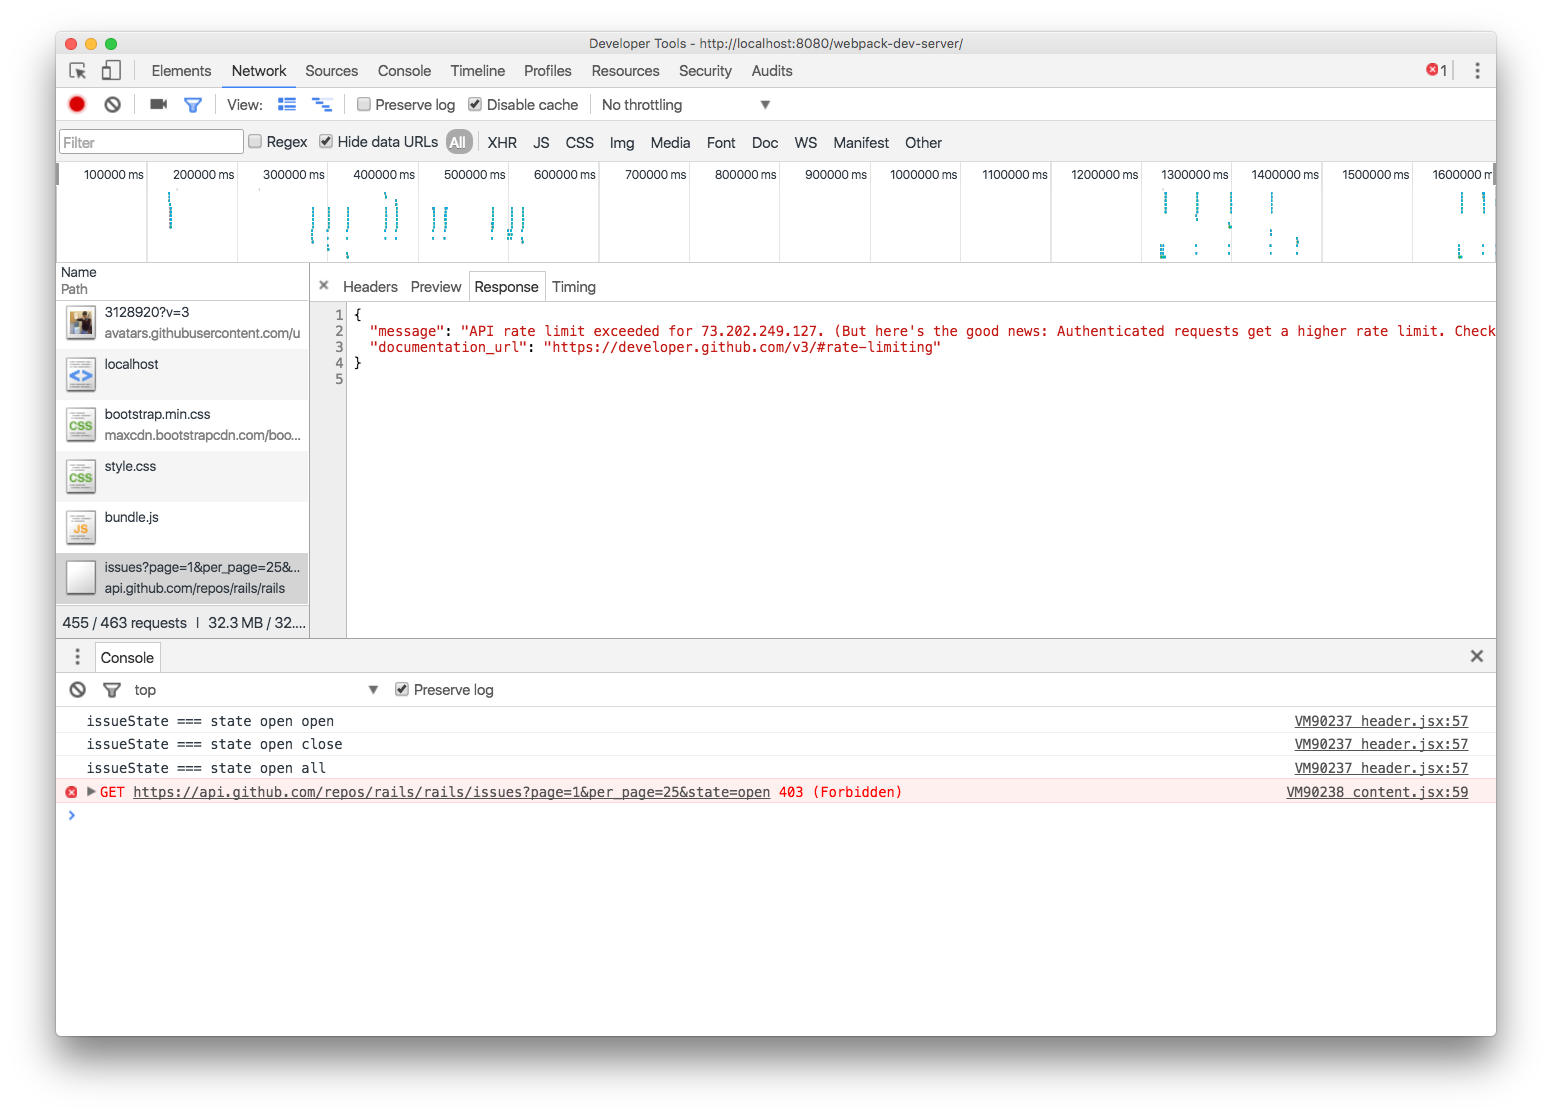 Developer Tools - http://localhost:8080/webpack-dev-server/
Elements Network Sources Console Timeline Profiles Resources Security Audits 1
View: Preserve log Disable cache No throttling
Filter Regex Hide data URLs All XHR JS CSS Img Media Font Doc WS Manifest Other
100000 ms 200000 ms 300000 ms 400000 ms 500000 ms 600000 ms 700000 ms 800000 ms 900000 ms 1000000 ms 1100000 ms 1200000 ms 1300000 ms 1400000 ms 1500000 ms 1600000 m
Name
Path
3128920?v=3
avatars.githubusercontent.com/u
localhost
CSS
bootstrap.min.css
maxcdn.bootstrapcdn.com/boo...
CSS
style.css
JS
bundle.js
issues?page=1&per_page=25&...
api.github.com/repos/rails/rails
455 / 463 requests I 32.3 MB / 32....
× Headers Preview Response Timing
1 {
2 "message": "API rate limit exceeded for 73.202.249.127. (But here's the good news: Authenticated requests get a higher rate limit. Check
3 "documentation_url": "https://developer.github.com/v3/#rate-limiting"
4 }
5
Console
top Preserve log
issueState === state open open VM90237 header.jsx:57
issueState === state open close VM90237 header.jsx:57
issueState === state open all VM90237 header.jsx:57
GET https://api.github.com/repos/rails/rails/issues?page=1&per_page=25&state=open 403 (Forbidden) VM90238 content.jsx:59